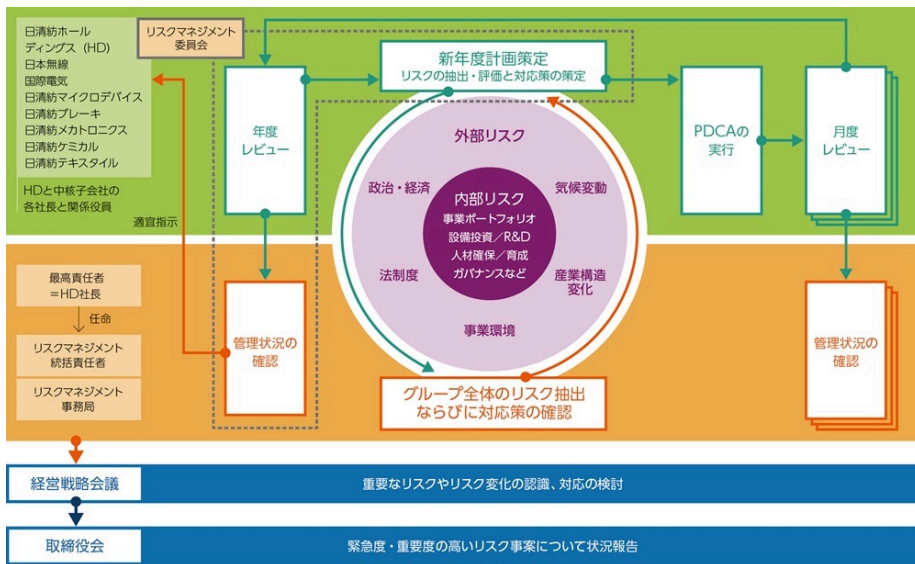 日清紡ホール
ディングス（HD）
日本無線
国際電気
日清紡マイクロデバイス
日清紡ブレーキ
日清紡メカトロニクス
日清紡ケミカル
日清紡テキスタイル
HDと中核子会社の
各社長と関係役員
リスクマネジメント
委員会
適宜指示
年度
レビュー
新年度計画策定
リスクの抽出・評価と対応策の策定
PDCAの
実行
月度
レビュー
外部リスク
政治・経済
気候変動
内部リスク
事業ポートフォリオ
設備投資／R&D
人材確保／育成
ガバナンスなど
法制度
産業構造
変化
事業環境
最高責任者
＝HD社長
任命
リスクマネジメント
統括責任者
リスクマネジメント
事務局
管理状況の
確認
グループ全体のリスク抽出
ならびに対応策の確認
管理状況の
確認
経営戦略会議
重要なリスクやリスク変化の認識、対応の検討
取締役会
緊急度・重要度の高いリスク事案について状況報告